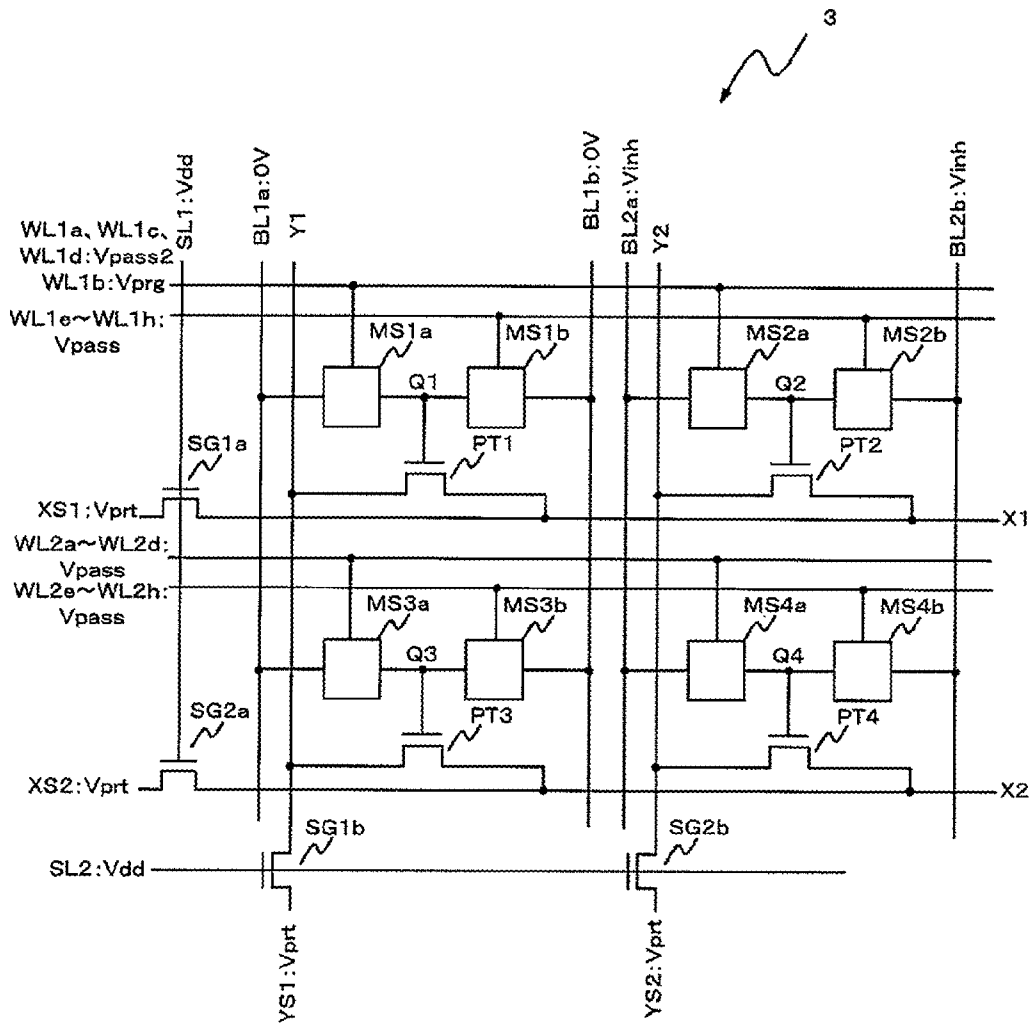 3
SL1:Vdd
BL1a:0V
Y1
BL1b:0V
BL2a:Vinh
Y2
BL2b:Vinh
WL1a、WL1c、
WL1d:Vpass2
WL1b:Vprg
WL1e~WL1h:
Vpass
MS1a
MS1b
MS2a
MS2b
Q1
Q2
SG1a
PT1
PT2
XS1:Vprt
X1
WL2a~WL2d:
Vpass
WL2e~WL2h:
Vpass
MS3a
MS3b
MS4a
MS4b
Q3
Q4
SG2a
PT3
PT4
XS2:Vprt
X2
SG1b
SG2b
SL2:Vdd
YS1:Vprt
YS2:Vprt